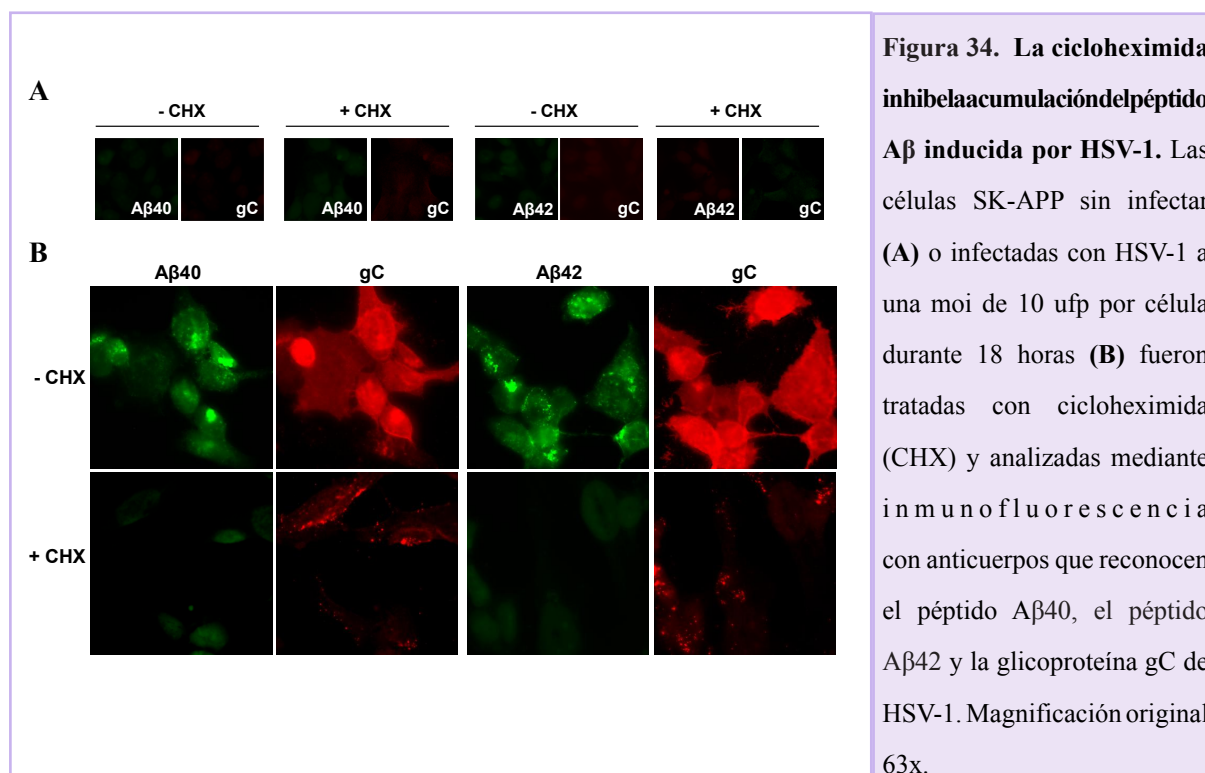 A
- CHX
+ CHX
- CHX
+ CHX
Aβ40
gC
Aβ40
gC
Aβ42
gC
Aβ42
gC
B
Aβ40
gC
Aβ42
gC
- CHX
+ CHX
Figura 34. La cicloheximida
inhibelaacumulacióndelpéptido
Aβ inducida por HSV-1. Las
células SK-APP sin infectar
(A) o infectadas con HSV-1 a
una moi de 10 ufp por célula
durante 18 horas (B) fueron
tratadas con cicloheximida
(CHX) y analizadas mediante
inmunofluorescencia
con anticuerpos que reconocen
el péptido Aβ40, el péptido
Aβ42 y la glicoproteína gC de
HSV-1. Magnificación original
63x.